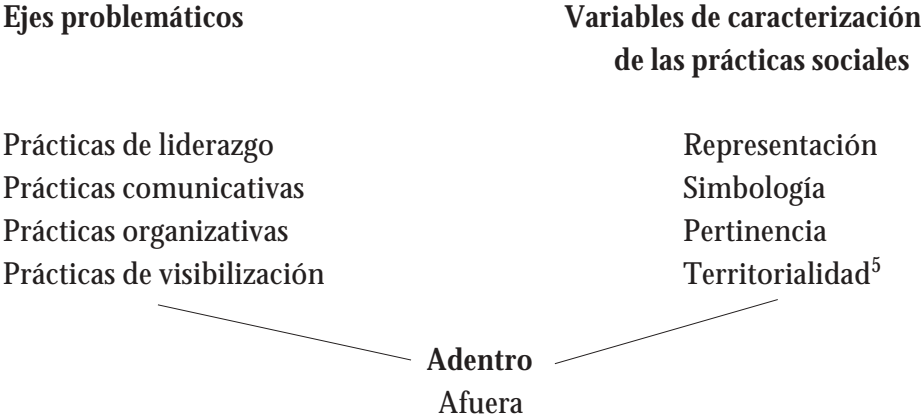 Ejes problemáticos
Variables de caracterización
de las prácticas sociales
Prácticas de liderazgo
Representación
Prácticas comunicativas
Simbología
Prácticas organizativas
Pertinencia
Prácticas de visibilización
Territorialidad⁵
Adentro
Afuera